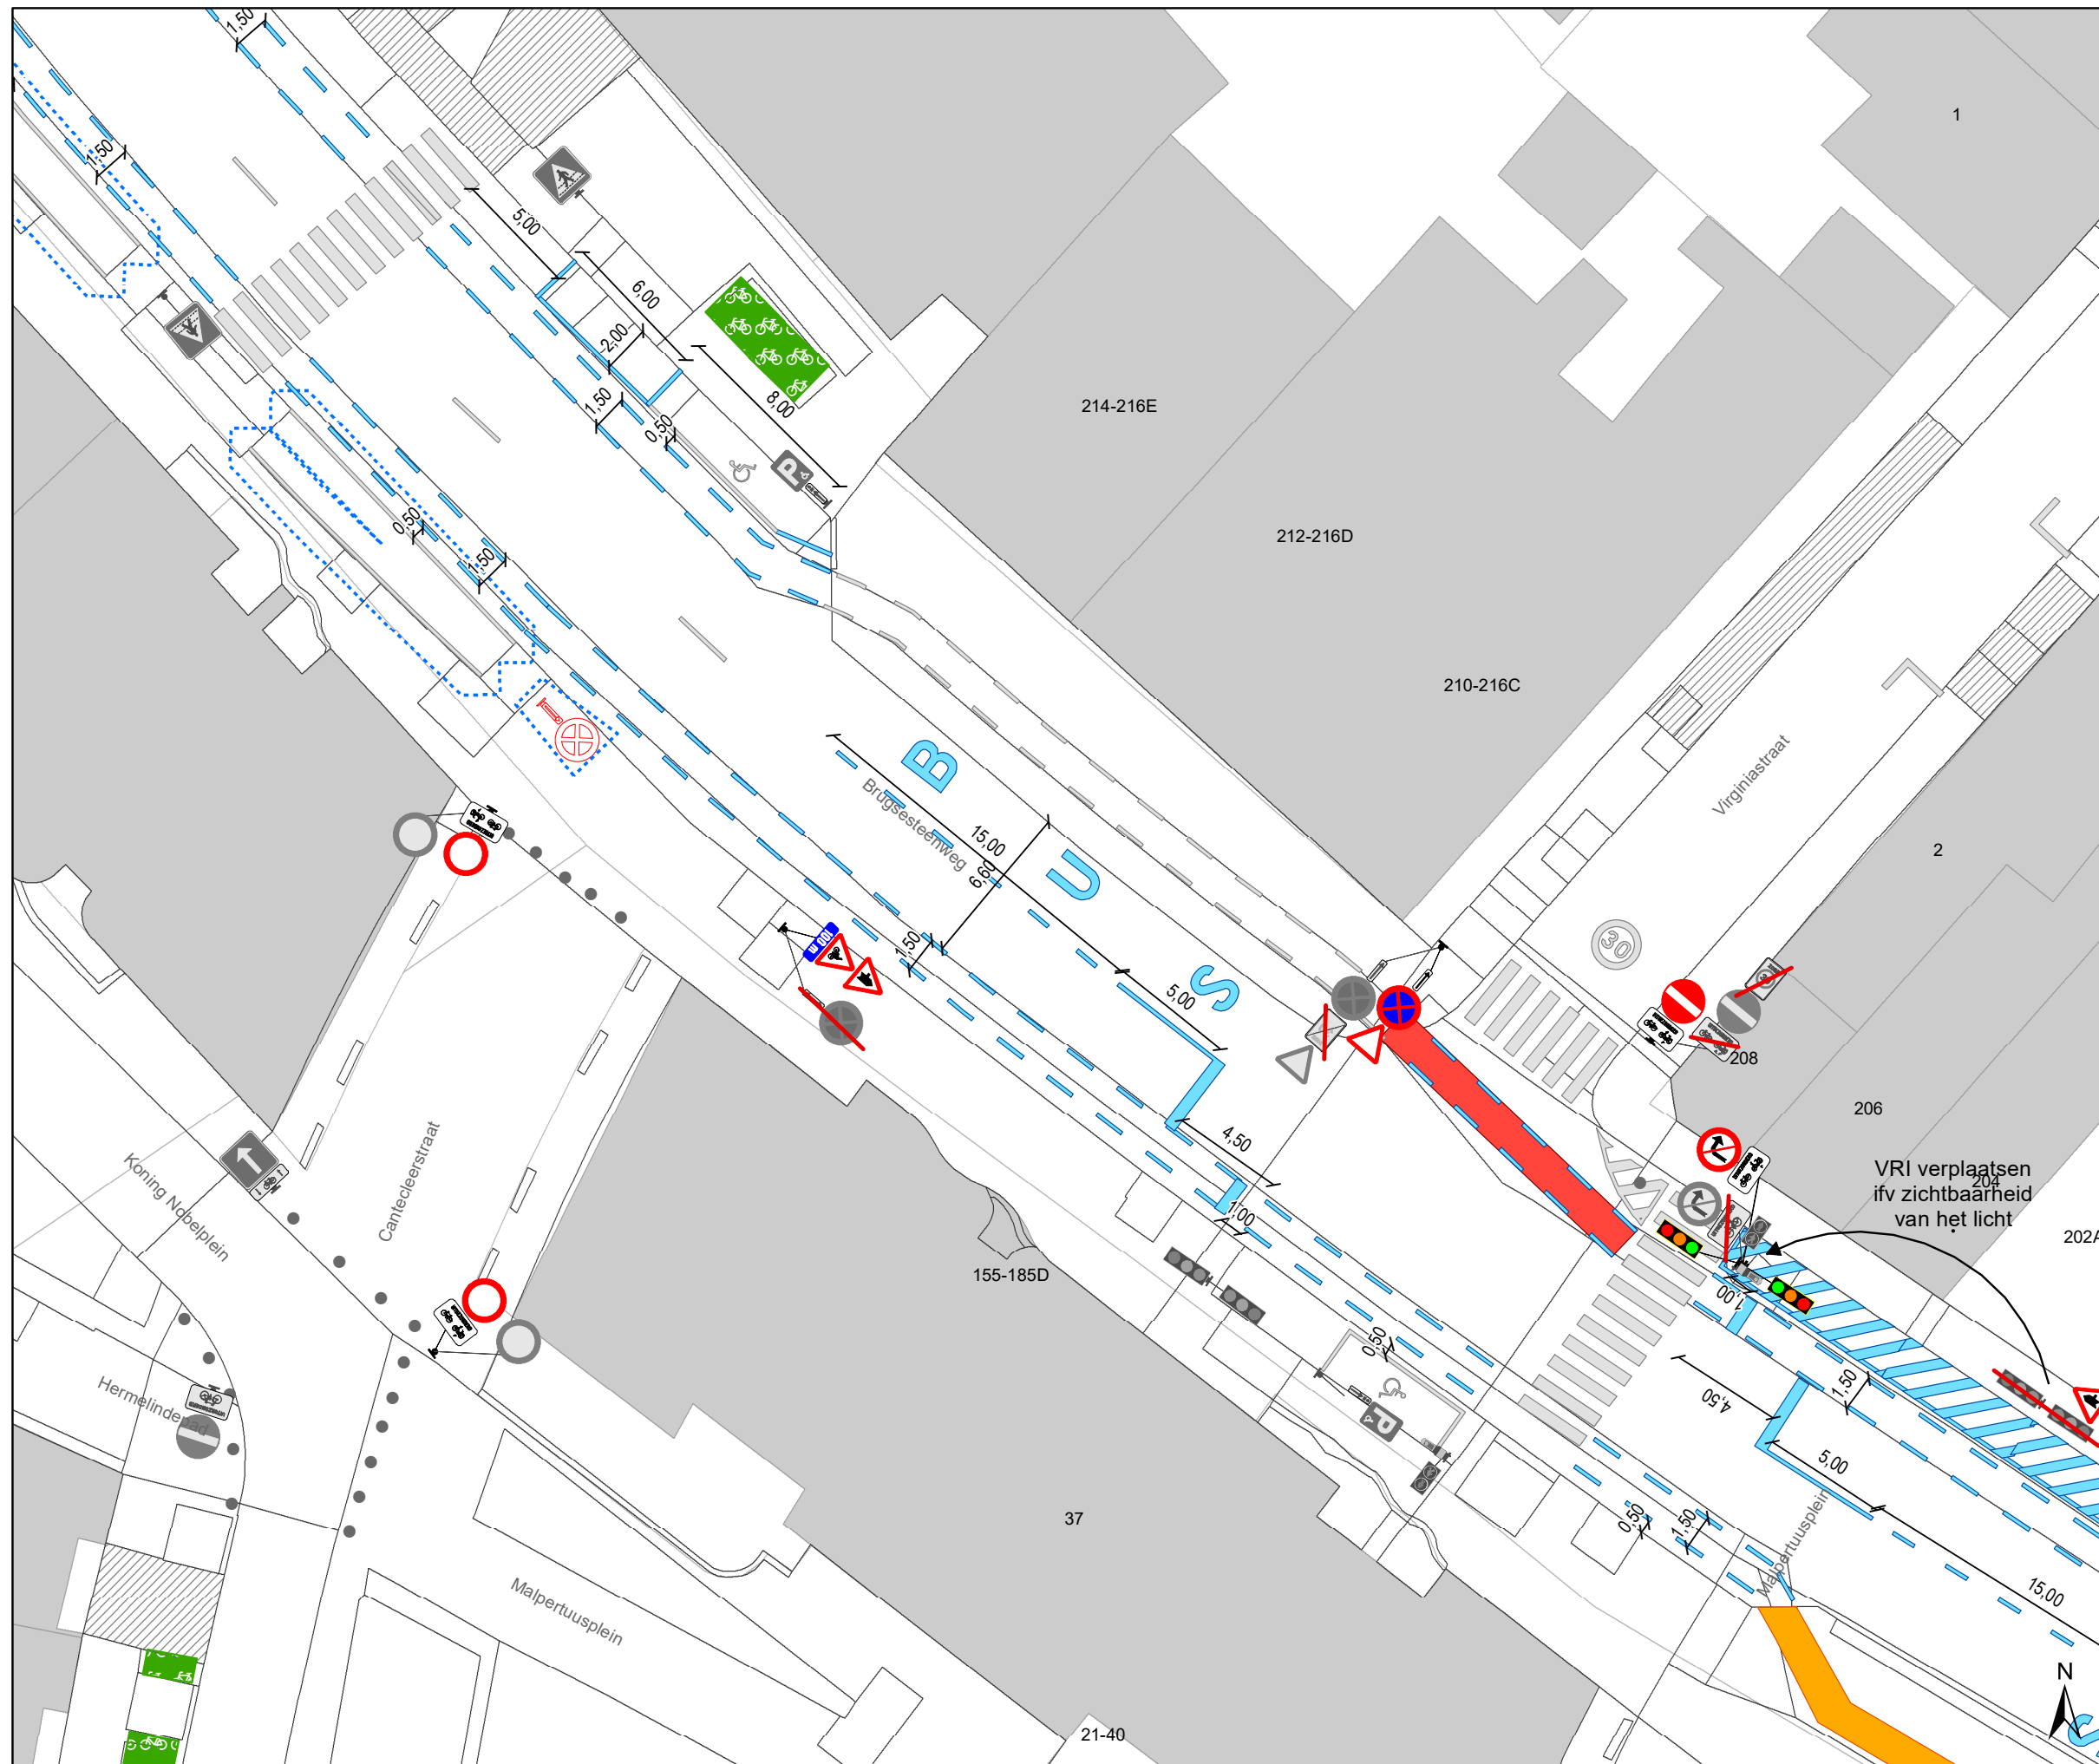 1,50
1
1,50
5,00
6,00
2,00
1,50
8,00
214-216E
0,50
P
0,50
212-216D
1,50
210-216C
Virginiastraat
B
Brugsesteenweg
15,00
6,60
U
2
1,50
100 m
30
S
5,00
208
206
4,50
VRI verplaatsen
204
ifv zichtbaarheid
van het licht
202A
Koning Nobelplein
Cantecleerstraat
1,00
155-185D
1,00
0,50
1,50
4,50
P
Hermelindepad
5,00
37
0,50
1,50
Malpertuusplein
15,00
Malpertuusplein
N
21-40
S